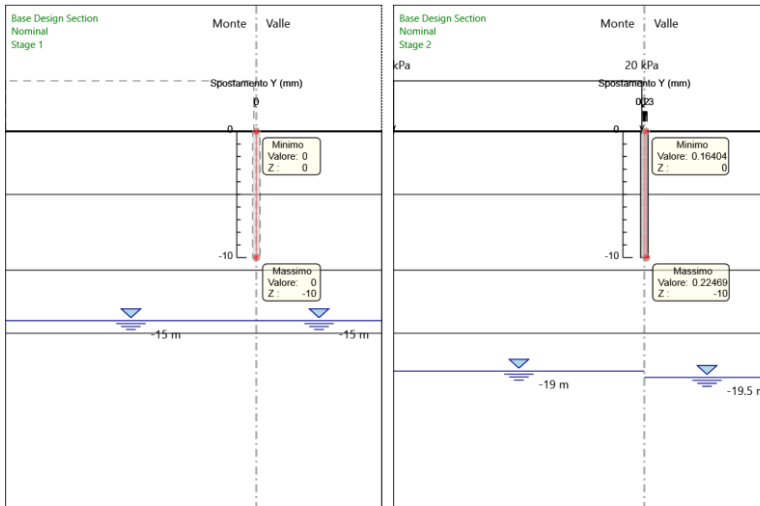 Base Design Section
Nominal
Stage 1
Monte
Valle
Spostamento Y (mm)
0
0
Minimo
Valore: 0
Z : 0
-10
Massimo
Valore: 0
Z : -10
-15 m
-15 m
Base Design Section
Nominal
Stage 2
Monte
Valle
kPa
20 kPa
Spostamento Y (mm)
0
Minimo
Valore: 0.16404
Z : 0
-10
Massimo
Valore: 0.22469
Z : -10
-19 m
-19.5 m